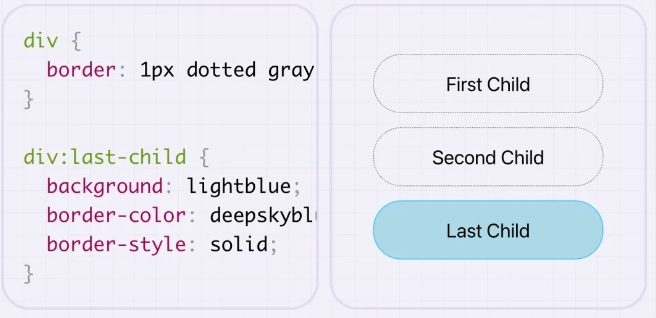 div {
border: 1px dotted gray
}
div:last-child {
background: lightblue;
border-color: deepskybl
border-style: solid;
}
First Child
Second Child
Last Child